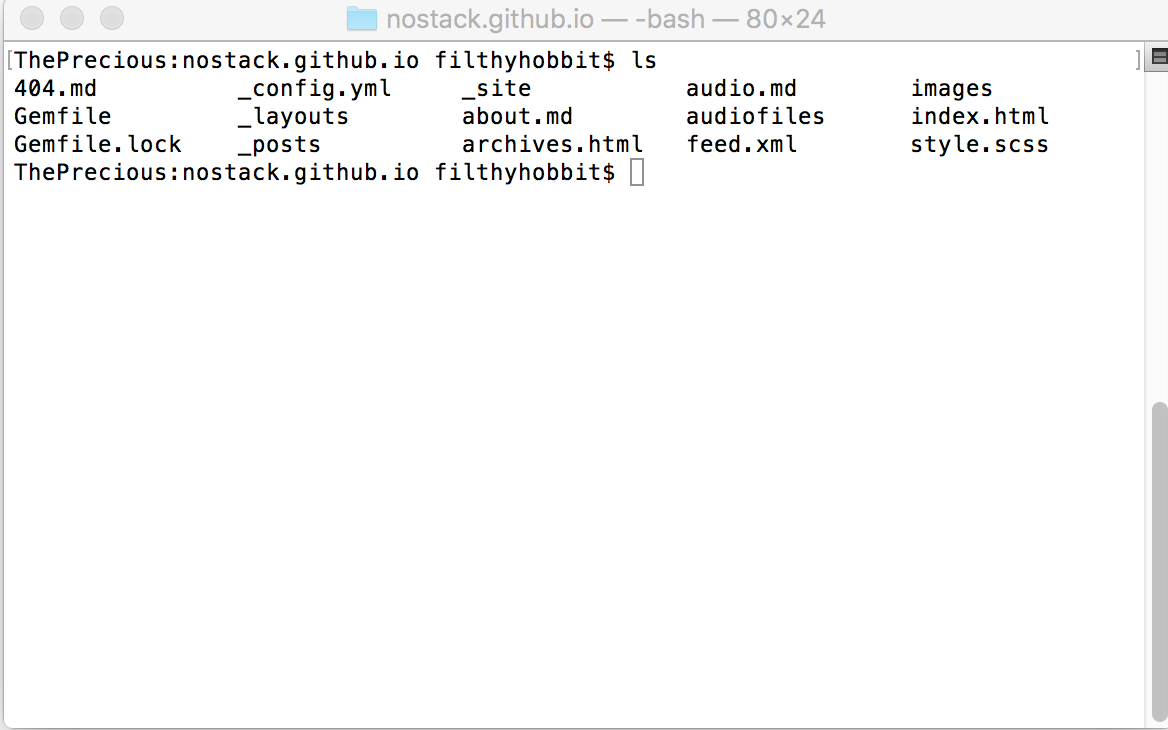 nostack.github.io — -bash — 80×24
[ThePrecious:nostack.github.io filthyhobbit$ ls ]
404.md _config.yml _site audio.md images
Gemfile _layouts about.md audiofiles index.html
Gemfile.lock _posts archives.html feed.xml style.scss
ThePrecious:nostack.github.io filthyhobbit$